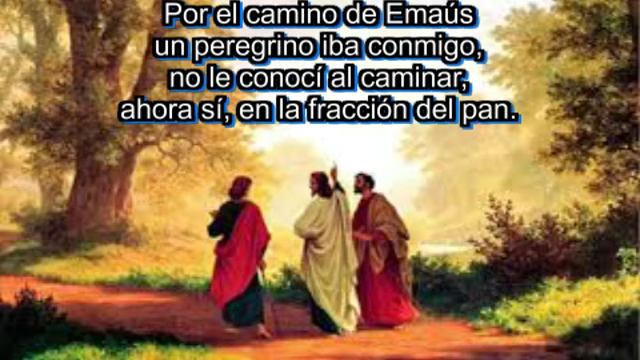 Por el camino de Emaús
un peregrino iba conmigo,
no le conocí al caminar,
ahora sí, en la fracción del pan.